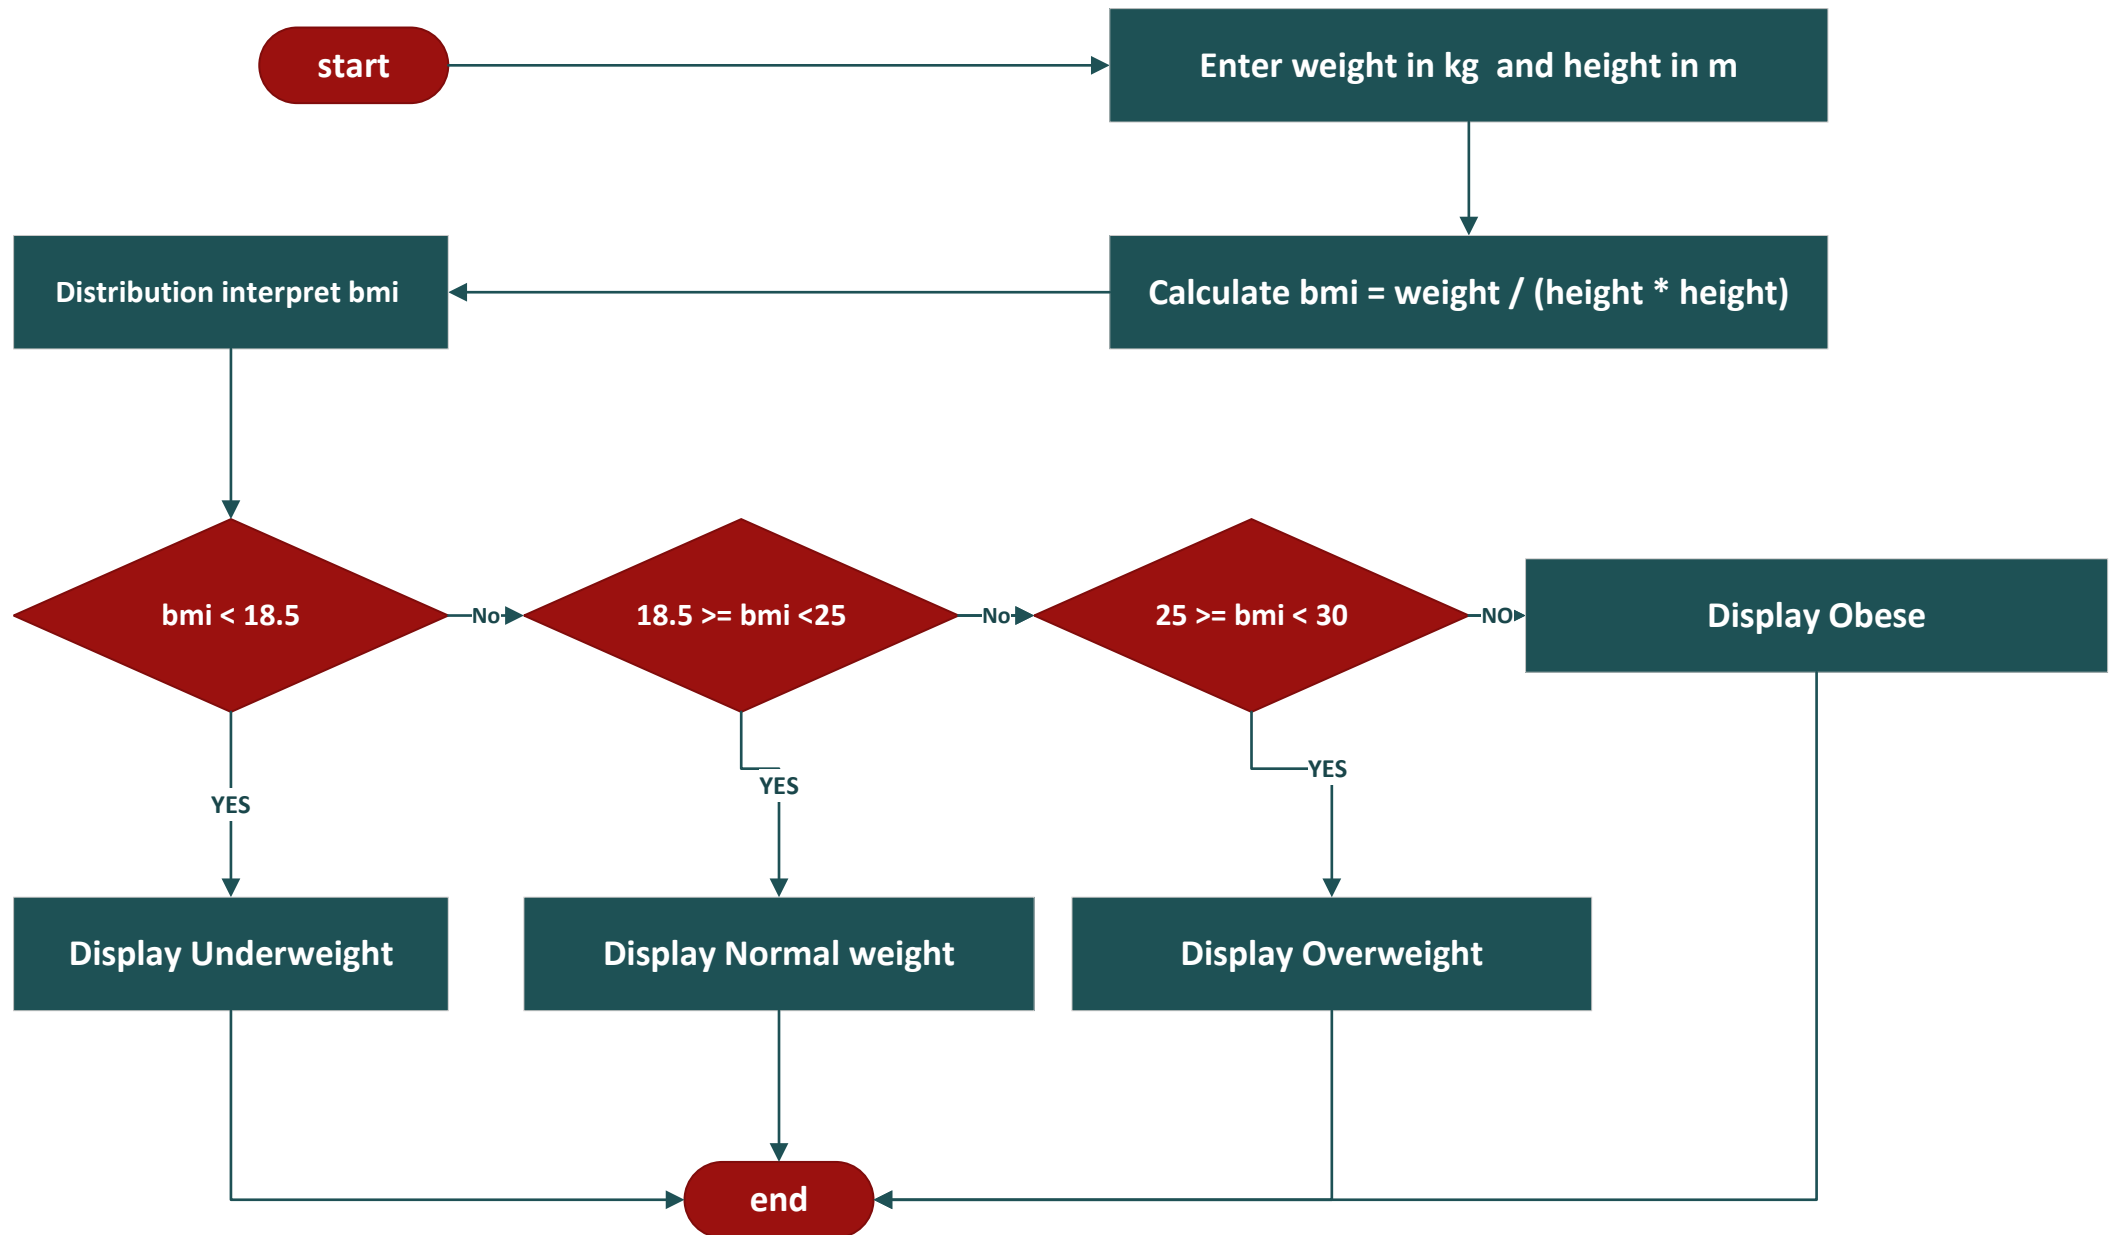 start
Enter weight in kg  and height in m
Distribution interpret bmi
Calculate bmi = weight / (height * height)
bmi < 18.5
No
18.5 >= bmi <25
No
25 >= bmi < 30
NO
Display Obese
YES
YES
YES
Display Underweight
Display Normal weight
Display Overweight
end